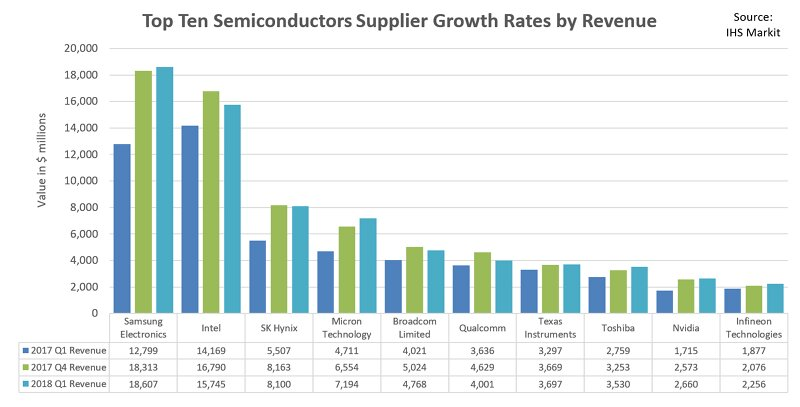 Top Ten Semiconductors Supplier Growth Rates by Revenue
Source:
IHS Markit
Value in $ millions
20,000
18,000
16,000
14,000
12,000
10,000
8,000
6,000
4,000
2,000
0
Samsung Electronics Intel SK Hynix Micron Technology Broadcom Limited Qualcomm Texas Instruments Toshiba Nvidia Infineon Technologies
2017 Q1 Revenue 12,799 14,169 5,507 4,711 4,021 3,636 3,297 2,759 1,715 1,877
2017 Q4 Revenue 18,313 16,790 8,163 6,554 5,024 4,629 3,669 3,253 2,573 2,076
2018 Q1 Revenue 18,607 15,745 8,100 7,194 4,768 4,001 3,697 3,530 2,660 2,256